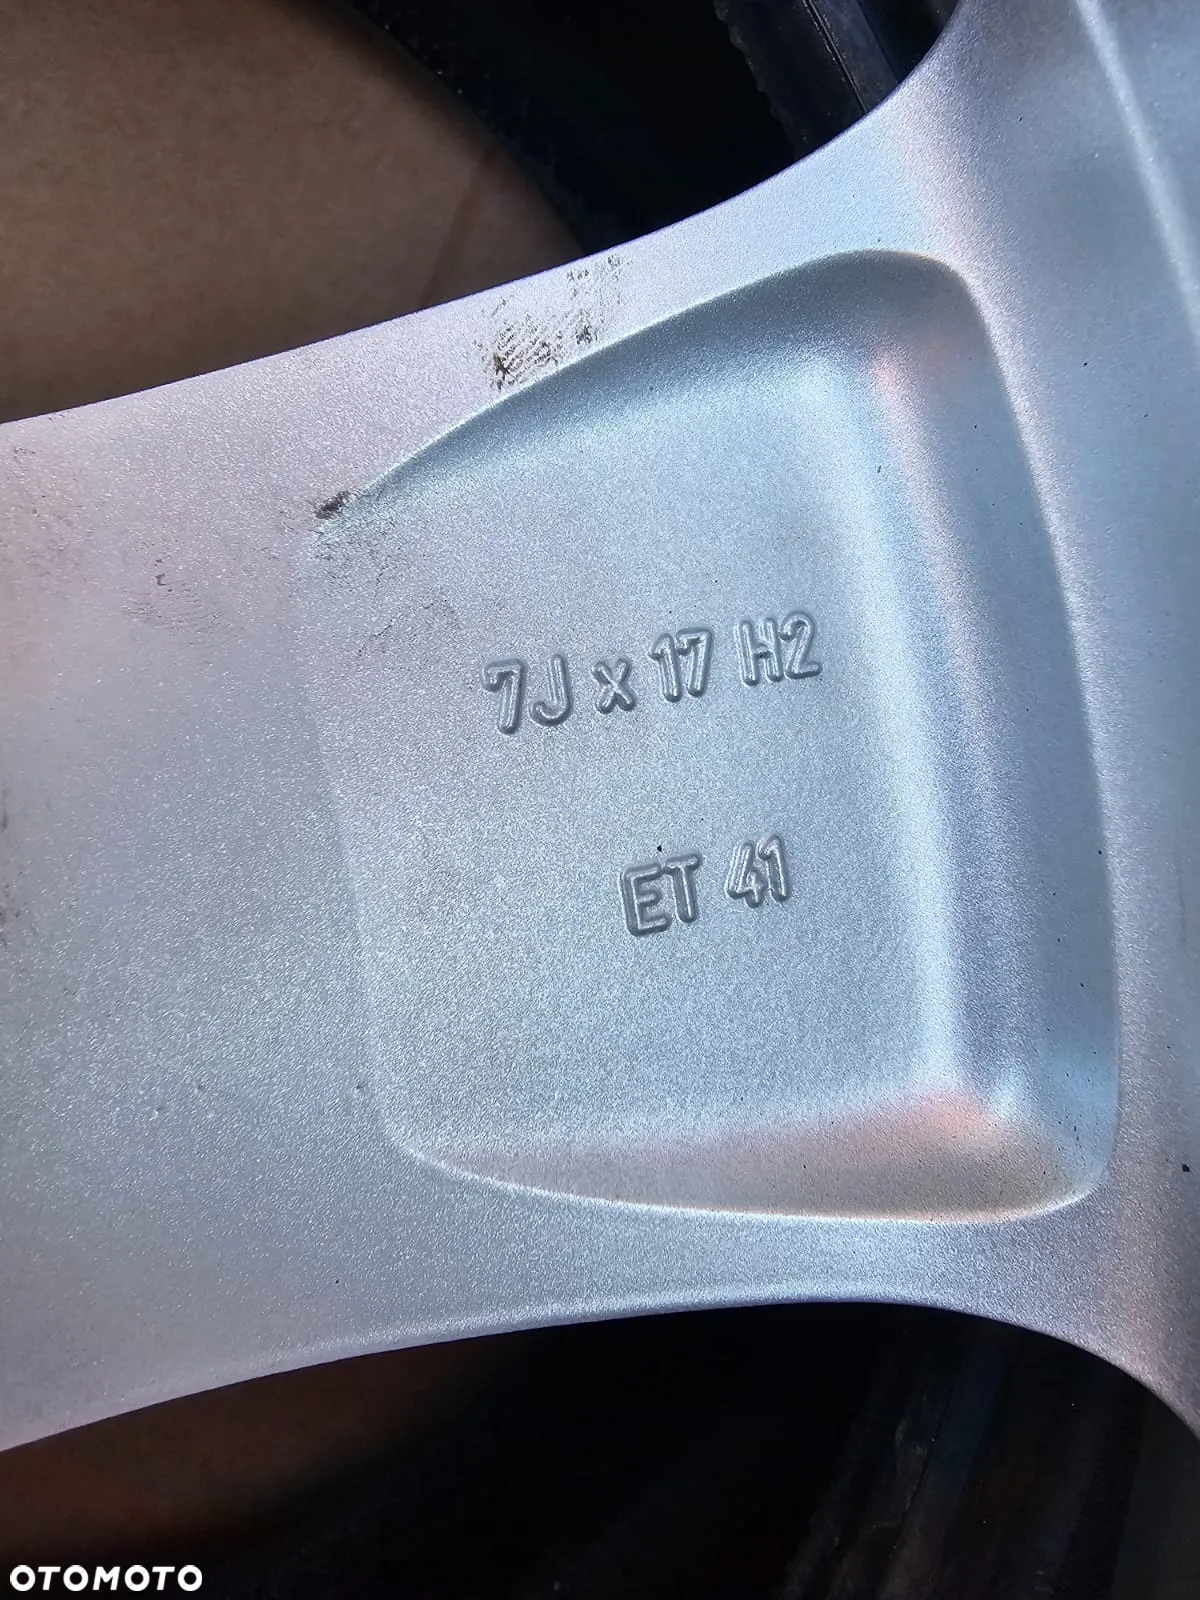 7J x 17 H2
ET 41
OTOMOTO